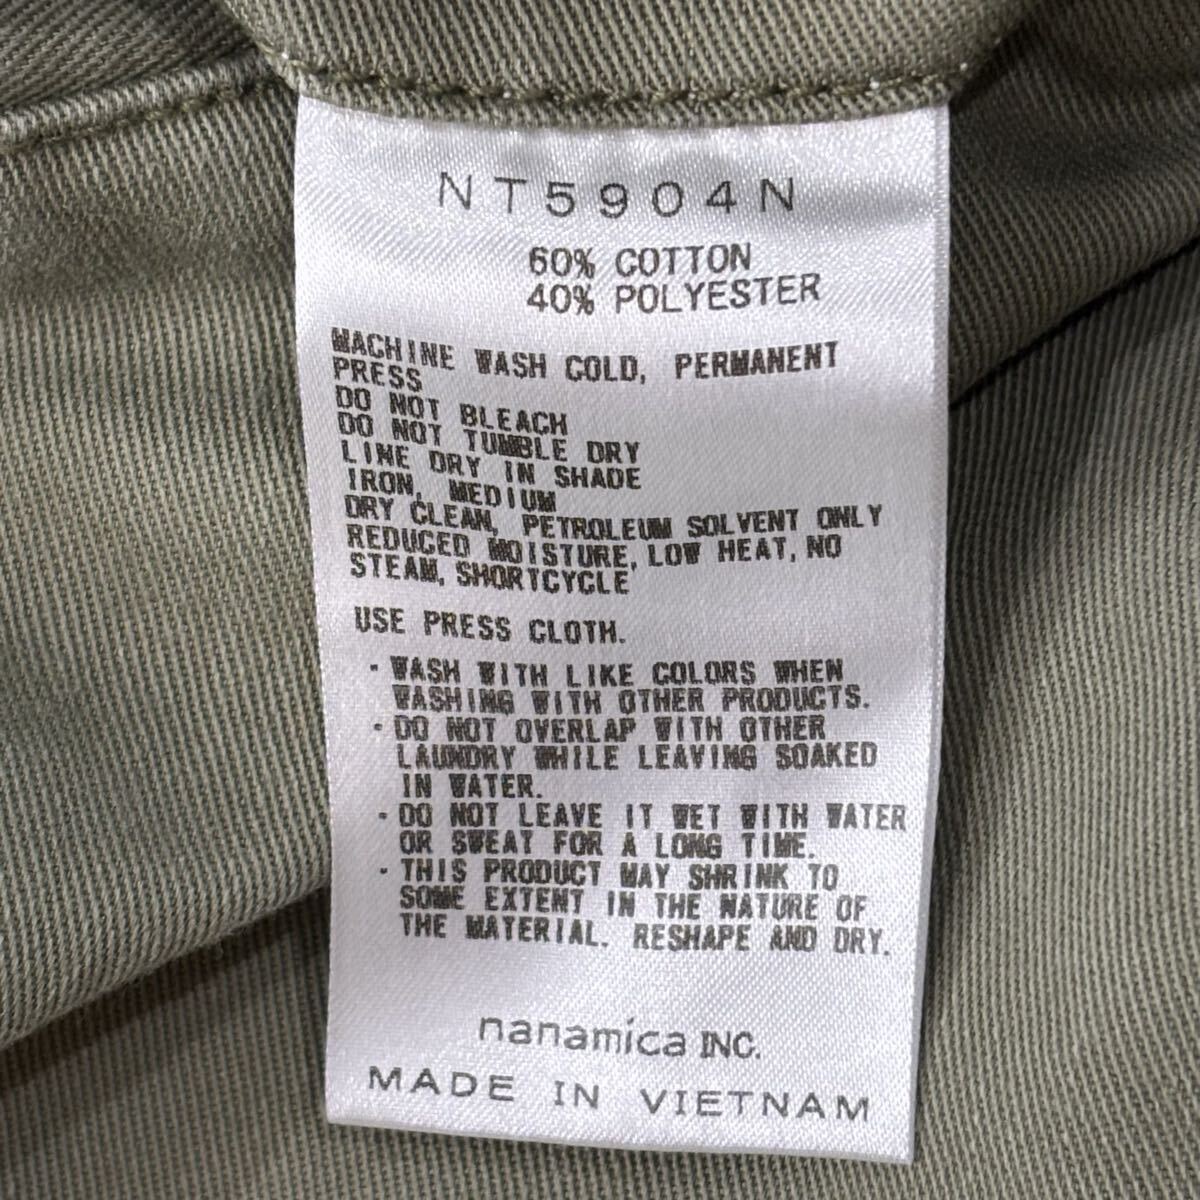 NT5904N
60% COTTON
40% POLYESTER
MACHINE WASH COLD, PERMANENT
PRESS
DO NOT BLEACH
DO NOT TUMBLE DRY
LINE DRY IN SHADE
IRON, MEDIUM
DRY CLEAN, PETROLEUM SOLVENT ONLY
REDUCED MOISTURE, LOW HEAT, NO
STEAM, SHORTCYCLE
USE PRESS CLOTH.
・WASH WITH LIKE COLORS WHEN
WASHING WITH OTHER PRODUCTS.
・DO NOT OVERLAP WITH OTHER
LAUNDRY WHILE LEAVING SOAKED
IN WATER.
・DO NOT LEAVE IT WET WITH WATER
OR SWEAT FOR A LONG TIME.
・THIS PRODUCT MAY SHRINK TO
SOME EXTENT IN THE NATURE OF
THE MATERIAL. RESHAPE AND DRY.
nanamica INC.
MADE IN VIETNAM